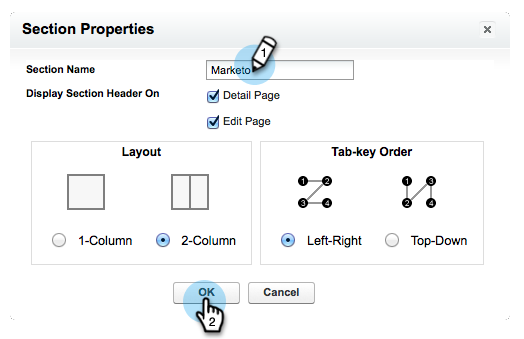 Section Properties
Section Name Marketo 1
Display Section Header On Detail Page
Edit Page
Layout Tab-key Order
1 2 1 3
3 4 2 4
1-Column 2-Column Left-Right Top-Down
OK Cancel
2